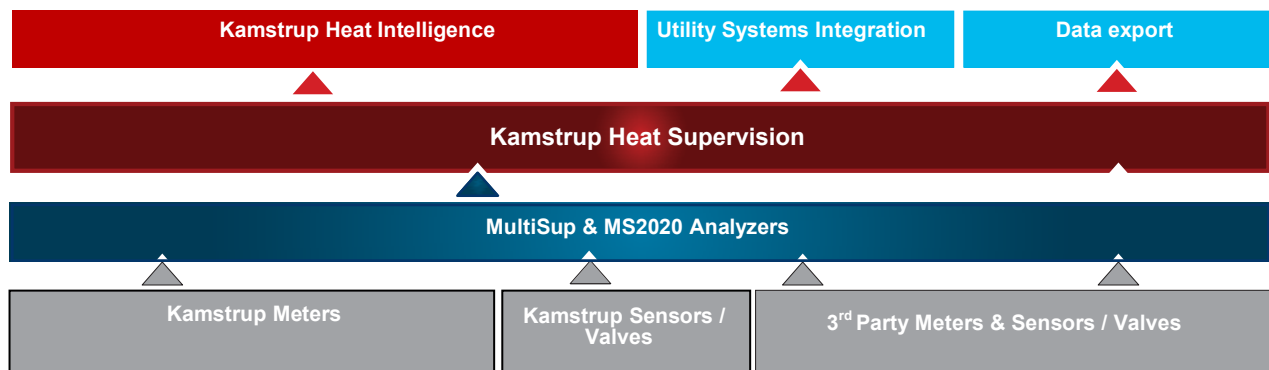 Kamstrup Heat Intelligence
Utility Systems Integration
Data export
Kamstrup Heat Supervision
MultiSup & MS2020 Analyzers
Kamstrup Meters
Kamstrup Sensors /
Valves
3rd Party Meters & Sensors / Valves